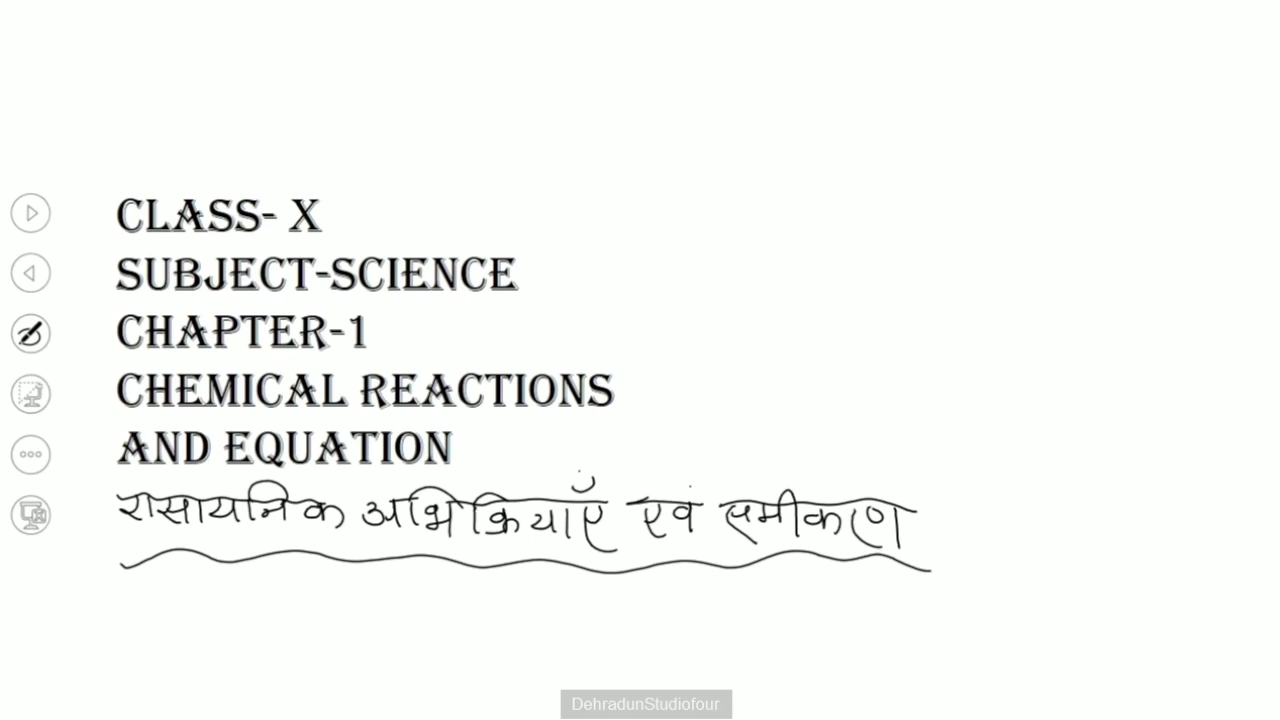 CLASS- X
SUBJECT-SCIENCE
CHAPTER-1
CHEMICAL REACTIONS
AND EQUATION
रासायनिक अभिक्रियाएँ एवं समीकरण
DehradunStudiofour